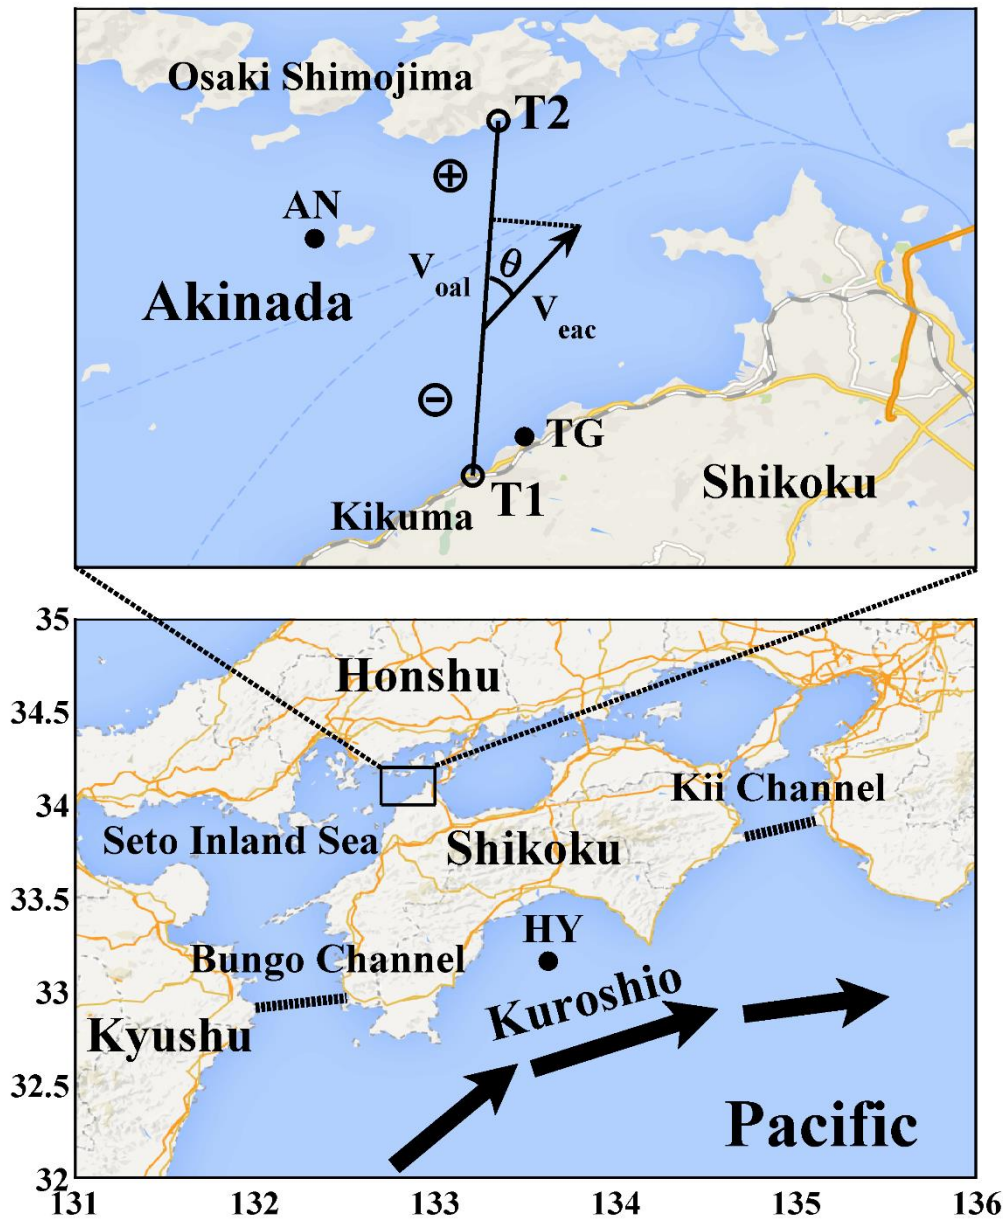 Osaki Shimojima
T2
+
AN
θ
V
oal
Akinada
V
eac
-
TG
Shikoku
T1
Kikuma
35
Honshu
34.5
Kii Channel
34
Seto Inland Sea
Shikoku
33.5
HY
Bungo Channel
33
Kuroshio
Kyushu
32.5
Pacific
32
131
132
133
134
135
136